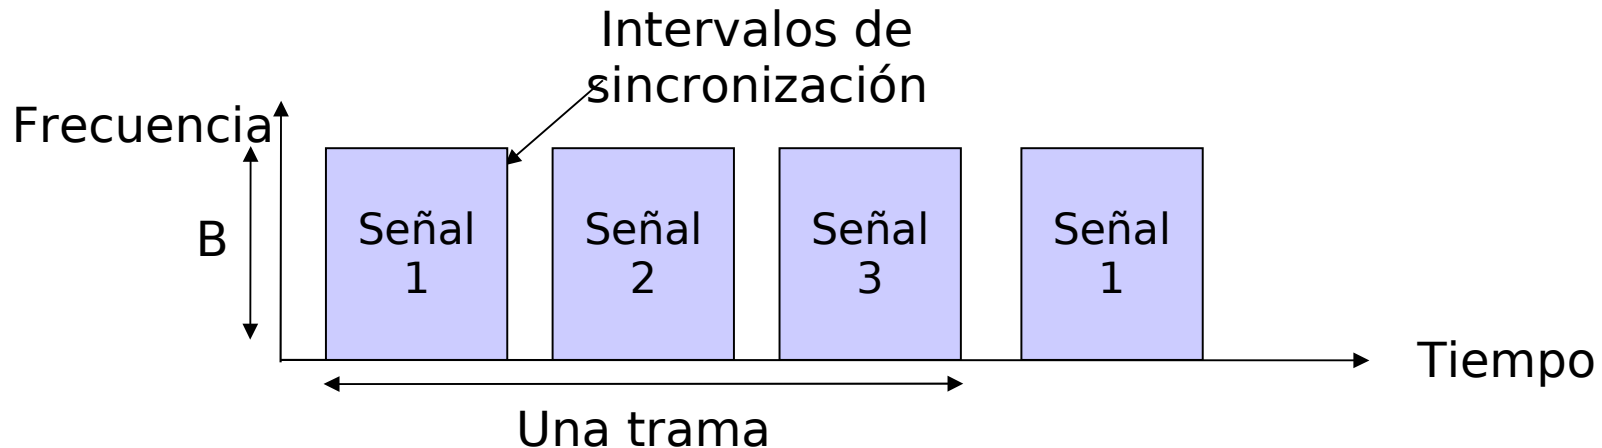 Intervalos de
sincronización
Frecuencia
B
Señal
1
Señal
2
Señal
3
Señal
1
Tiempo
Una trama